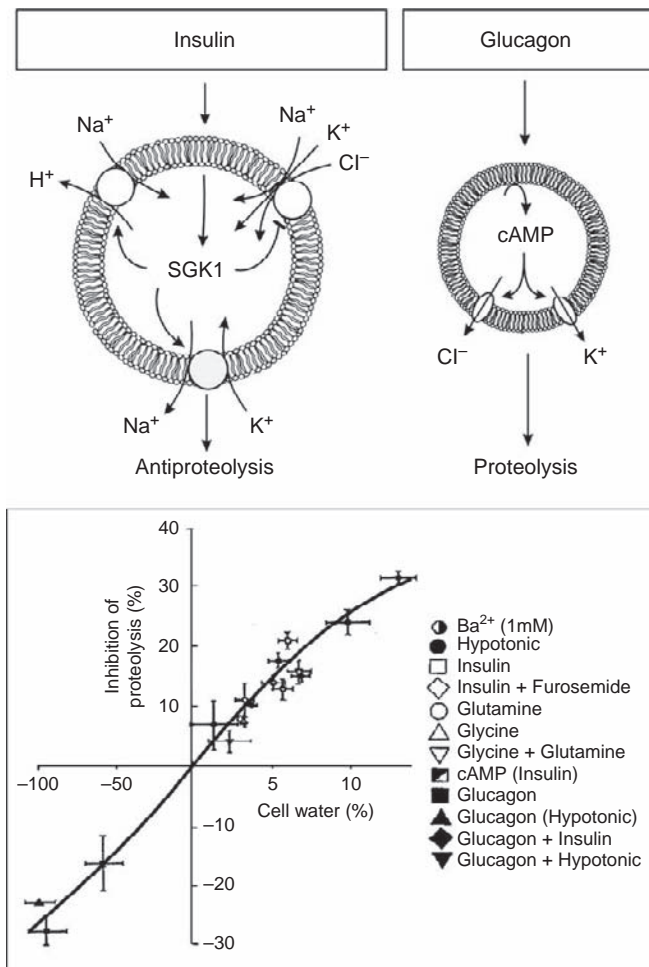 Insulin
Glucagon
Na⁺
H⁺
Na⁺
K⁺
Cl⁻
SGK1
Na⁺
K⁺
Antiproteolysis
cAMP
Cl⁻
K⁺
Proteolysis
Inhibition of
proteolysis (%)
40
30
20
10
–10
–20
–30
–100
–50
0
5
10
Cell water (%)
Ba²⁺ (1mM)
Hypotonic
Insulin
Insulin + Furosemide
Glutamine
Glycine
Glycine + Glutamine
cAMP (Insulin)
Glucagon
Glucagon (Hypotonic)
Glucagon + Insulin
Glucagon + Hypotonic